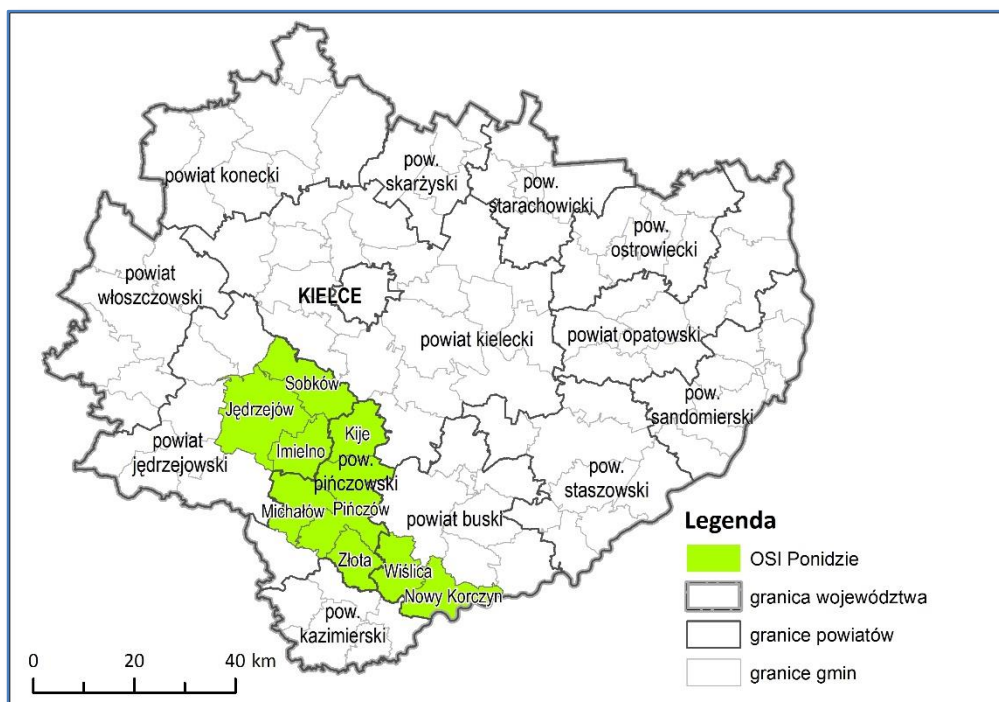 powiat konecki
pow.
skarżyski
pow.
starachowicki
pow.
ostrowiecki
powiat
włoszczowski
KIELCE
powiat kielecki
powiat opatowski
Sobków
Jędrzejów
Kije
Imielno
pow.
pińczowski
powiat
jędrzejowski
pow.
sandomierski
pow.
staszowski
Michałów
Pińczów
powiat buski
Złota
Wiślica
Nowy Korczyn
pow.
kazimierski
Legenda
OSI Ponidzie
granica województwa
granice powiatów
granice gmin
0 20 40 km